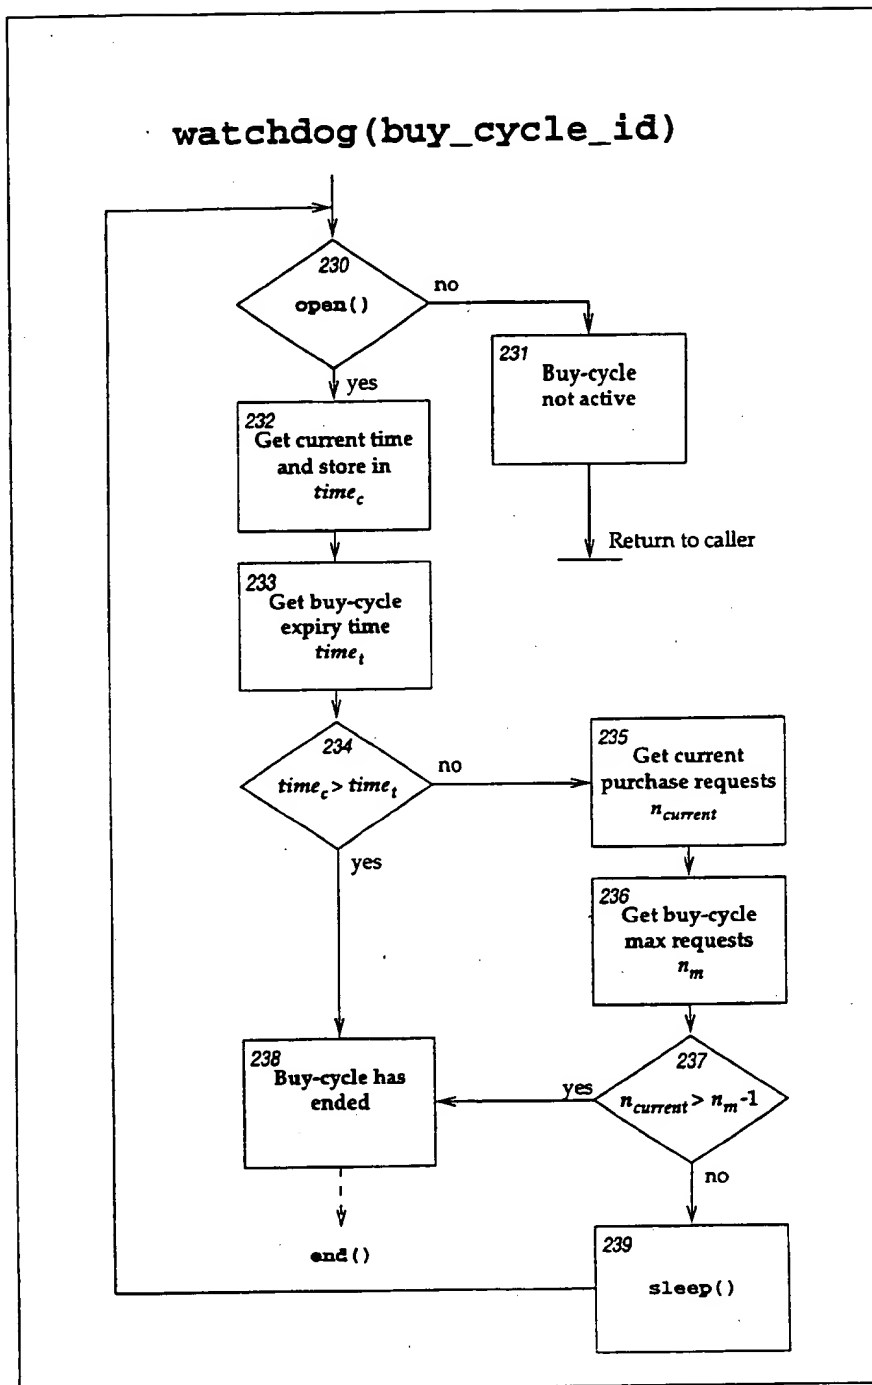 watchdog(buy_cycle_id)
230
open()
no
yes
231
Buy-cycle
not active
Return to caller
232
Get current time
and store in
time_c
233
Get buy-cycle
expiry time
time_t
234
time_c > time_t
no
yes
235
Get current
purchase requests
n_current
236
Get buy-cycle
max requests
n_m
237
n_current > n_m-1
yes
no
238
Buy-cycle has
ended
end()
239
sleep()